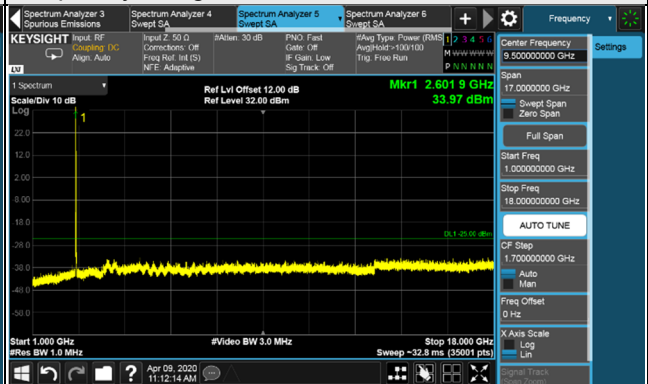 Spectrum Analyzer 3
Spurious Emissions
Spectrum Analyzer 4
Swept SA
Spectrum Analyzer 5
Swept SA
Spectrum Analyzer 6
Swept SA
+
Frequency
KEYSIGHT
Input: RF
Coupling: DC
Align: Auto
Input Z: 50 Ω
Corrections: Off
Freq Ref: Int (S)
NFE: Adaptive
#Atten: 30 dB
PNO: Fast
Gate: Off
IF Gain: Low
Sig Track: Off
#Avg Type: Power (RMS
Avg|Hold:>100/100
Trig: Free Run
1 2 3 4 5 6
M W W W W W
P N N N N N
LXI
Center Frequency
9.500000000 GHz
Settings
Span
17.0000000 GHz
Swept Span
Zero Span
Full Span
Start Freq
1.000000000 GHz
Stop Freq
18.000000000 GHz
AUTO TUNE
CF Step
1.700000000 GHz
Auto
Man
Freq Offset
0 Hz
X Axis Scale
Log
Lin
Signal Track
(Span Zoom)
1 Spectrum
Scale/Div 10 dB
Log
Ref Lvl Offset 12.00 dB
Ref Level 32.00 dBm
Mkr1 2.601 9 GHz
33.97 dBm
1
22.0
12.0
2.00
-8.00
-18.0
DL1 -25.00 dBm
-28.0
-38.0
-48.0
-58.0
Start 1.000 GHz
#Res BW 1.0 MHz
#Video BW 3.0 MHz
Stop 18.000 GHz
Sweep ~32.8 ms (35001 pts)
?
Apr 09, 2020
11:12:14 AM